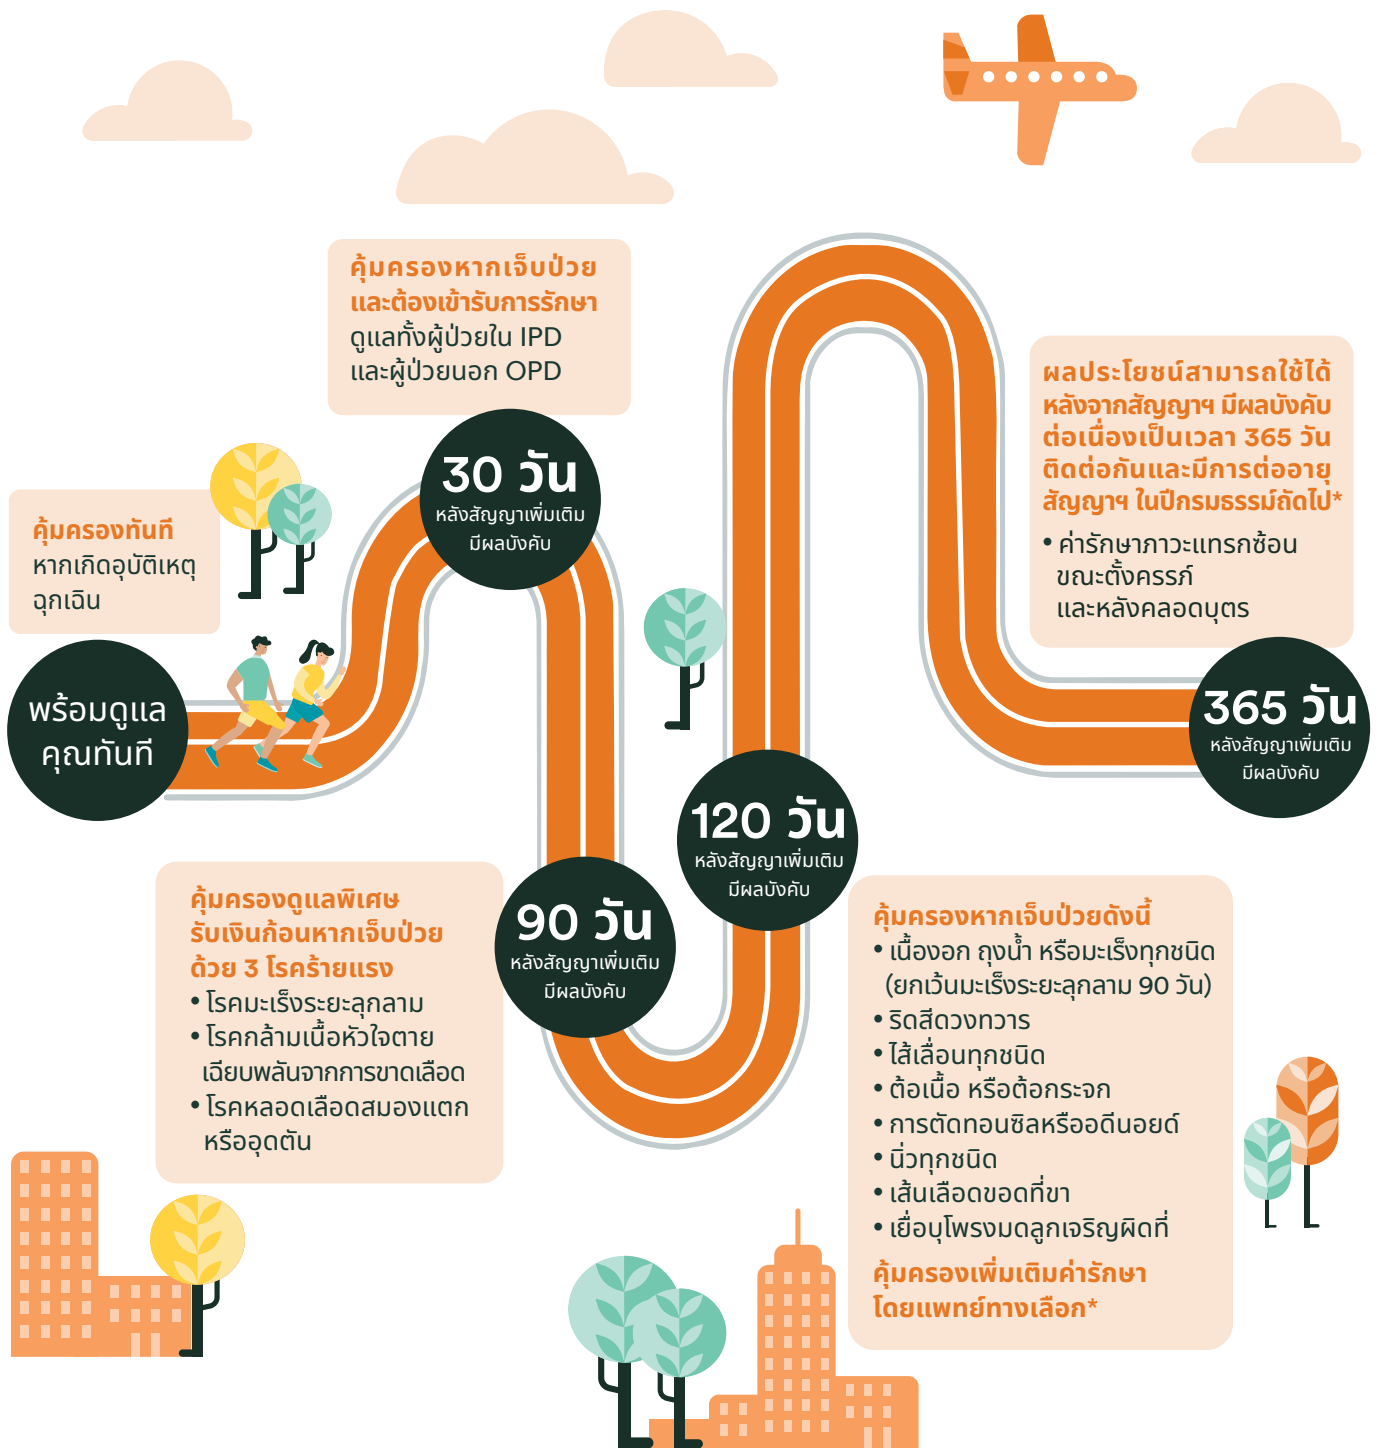 คุ้มครองทันที
หากเกิดอุบัติเหตุ
ฉุกเฉิน
พร้อมดูแล
คุณทันที
คุ้มครองหากเจ็บป่วย
และต้องเข้ารับการรักษา
ดูแลทั้งผู้ป่วยใน IPD
และผู้ป่วยนอก OPD
30 วัน
หลังสัญญาเพิ่มเติม
มีผลบังคับ
คุ้มครองดูแลพิเศษ
รับเงินก้อนหากเจ็บป่วย
ด้วย 3 โรคร้ายแรง
• โรคมะเร็งระยะลุกลาม
• โรคกล้ามเนื้อหัวใจตาย
เฉียบพลันจากการขาดเลือด
• โรคหลอดเลือดสมองแตก
หรืออุดตัน
90 วัน
หลังสัญญาเพิ่มเติม
มีผลบังคับ
120 วัน
หลังสัญญาเพิ่มเติม
มีผลบังคับ
คุ้มครองหากเจ็บป่วยดังนี้
• เนื้องอก ถุงน้ำ หรือมะเร็งทุกชนิด
(ยกเว้นมะเร็งระยะลุกลาม 90 วัน)
• ริดสีดวงทวาร
• ไส้เลื่อนทุกชนิด
• ต้อเนื้อ หรือต้อกระจก
• การตัดทอนซิลหรืออดีนอยด์
• นิ่วทุกชนิด
• เส้นเลือดขอดที่ขา
• เยื่อบุโพรงมดลูกเจริญผิดที่
คุ้มครองเพิ่มเติมค่ารักษา
โดยแพทย์ทางเลือก*
ผลประโยชน์สามารถใช้ได้
หลังจากสัญญาฯ มีผลบังคับ
ต่อเนื่องเป็นเวลา 365 วัน
ติดต่อกันและมีการต่ออายุ
สัญญาฯ ในปีกรมธรรม์ถัดไป*
• ค่ารักษาภาวะแทรกซ้อน
ขณะตั้งครรภ์
และหลังคลอดบุตร
365 วัน
หลังสัญญาเพิ่มเติม
มีผลบังคับ